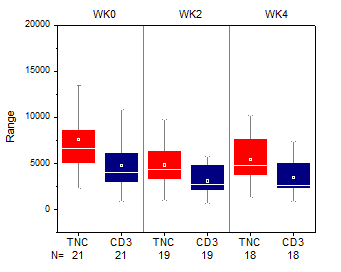 WK0 WK2 WK4
20000
15000
10000
5000
0
Range
TNC CD3 TNC CD3 TNC CD3
N= 21 21 19 19 18 18